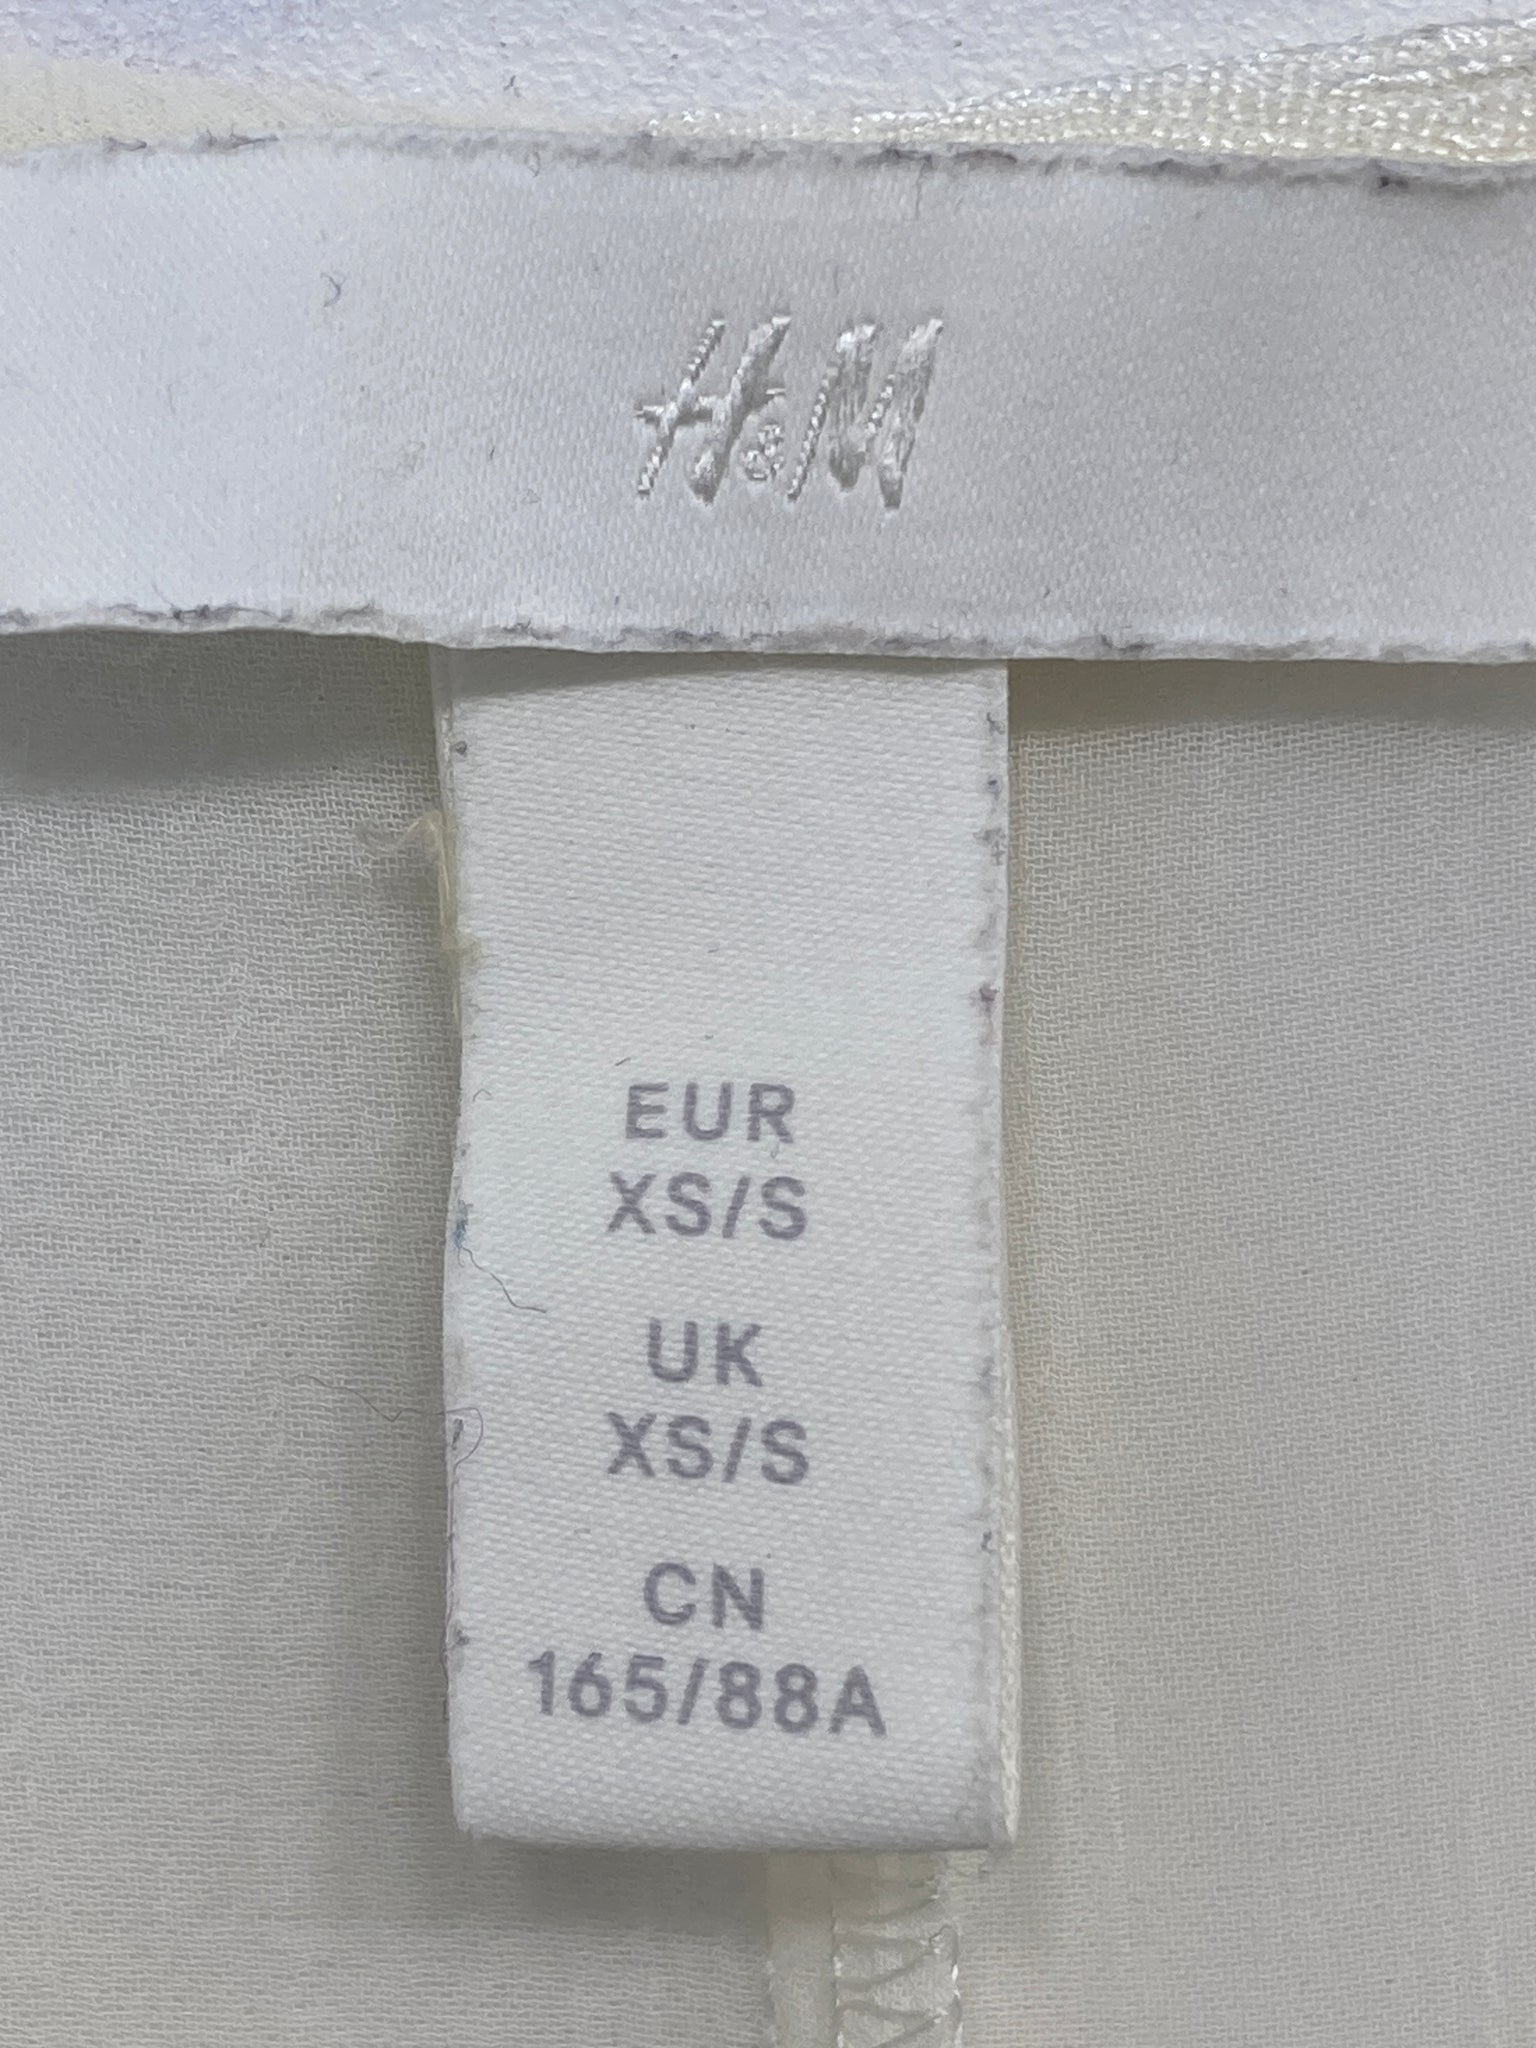 H&M
EUR
XS/S
UK
XS/S
CN
165/88A